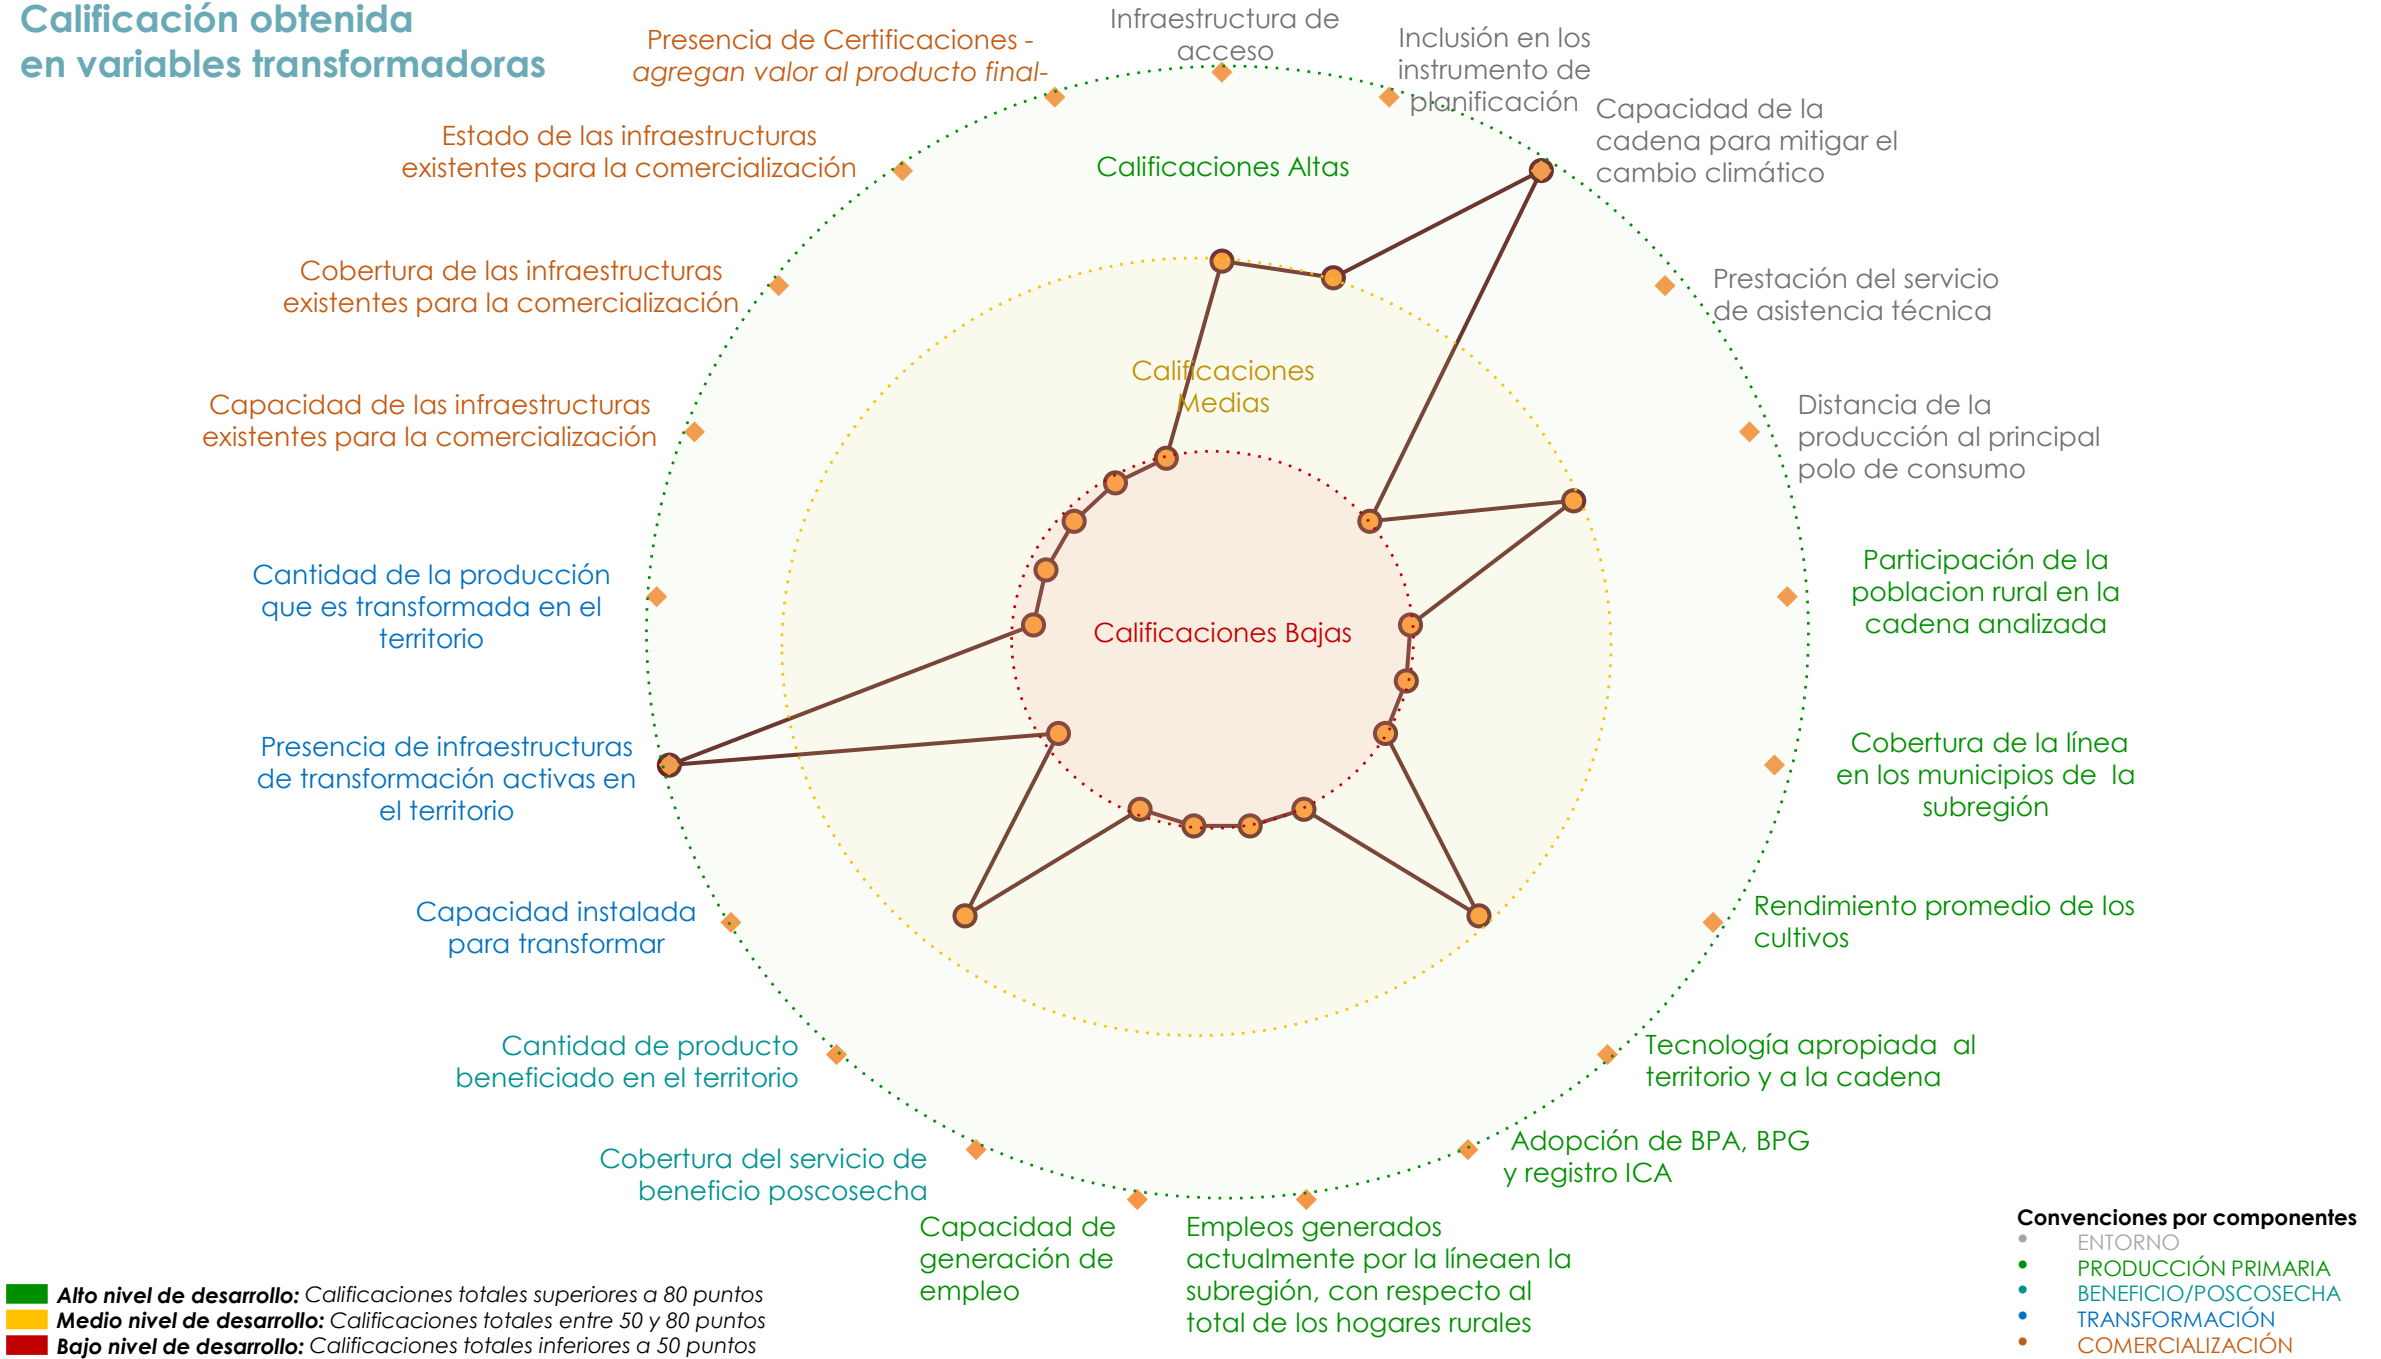 Calificación obtenida
en variables transformadoras
Infraestructura de
acceso
Inclusión en los
instrumento de
planificación
Capacidad de la
cadena para mitigar el
cambio climático
Prestación del servicio
de asistencia técnica
Distancia de la
producción al principal
polo de consumo
Participación de la
poblacion rural en la
cadena analizada
Cobertura de la línea
en los municipios de  la
subregión
Rendimiento promedio de los
cultivos
Tecnología apropiada  al
territorio y a la cadena
Adopción de BPA, BPG
y registro ICA
Empleos generados
actualmente por la líneaen la
subregión, con respecto al
total de los hogares rurales
Capacidad de
generación de
empleo
Cobertura del servicio de
beneficio poscosecha
Cantidad de producto
beneficiado en el territorio
Capacidad instalada
para transformar
Presencia de infraestructuras
de transformación activas en
el territorio
Cantidad de la producción
que es transformada en el
territorio
Capacidad de las infraestructuras
existentes para la comercialización
Cobertura de las infraestructuras
existentes para la comercialización
Estado de las infraestructuras
existentes para la comercialización
Presencia de Certificaciones -
agregan valor al producto final-
Calificaciones Altas
Calificaciones
Medias
Calificaciones Bajas
Alto nivel de desarrollo: Calificaciones totales superiores a 80 puntos
Medio nivel de desarrollo: Calificaciones totales entre 50 y 80 puntos
Bajo nivel de desarrollo: Calificaciones totales inferiores a 50 puntos
Convenciones por componentes
• ENTORNO
• PRODUCCIÓN PRIMARIA
• BENEFICIO/POSCOSECHA
• TRANSFORMACIÓN
• COMERCIALIZACIÓN